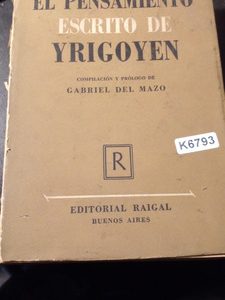 EL PENSAMIENTO
ESCRITO DE
YRIGOYEN
COMPILACIÓN Y PRÓLOGO DE
GABRIEL DEL MAZO
K6793
R
EDITORIAL RAIGAL
BUENOS AIRES